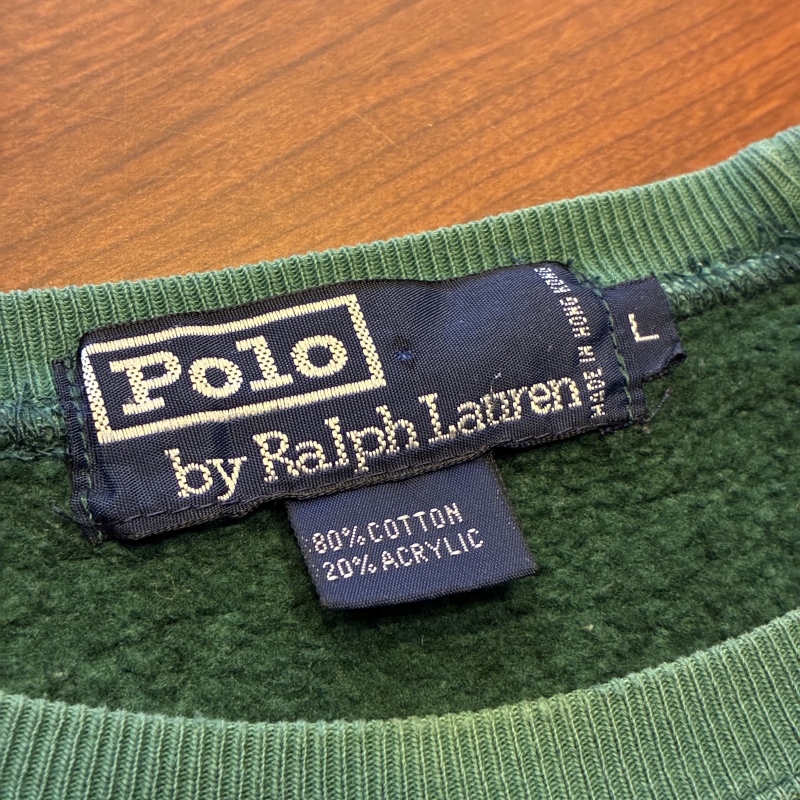 Polo
by Ralph Lauren
MADE IN HONG KONG
L
80% COTTON
20% ACRYLIC